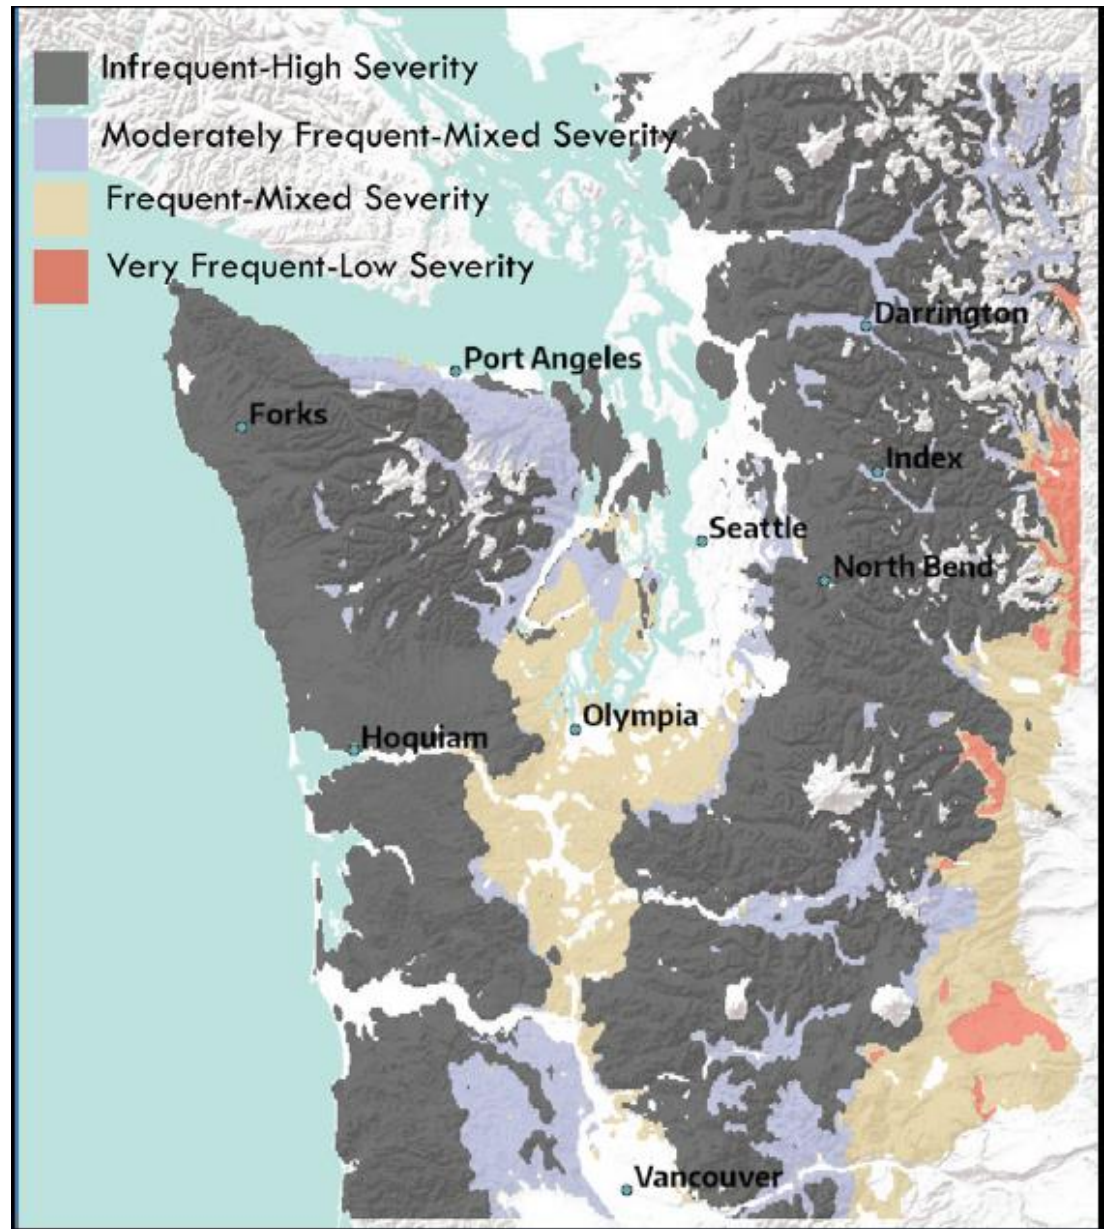 Infrequent-High Severity
Moderately Frequent-Mixed Severity
Frequent-Mixed Severity
Very Frequent-Low Severity
Darrington
Port Angeles
Forks
Index
Seattle
North Bend
Olympia
Hoquiam
Vancouver